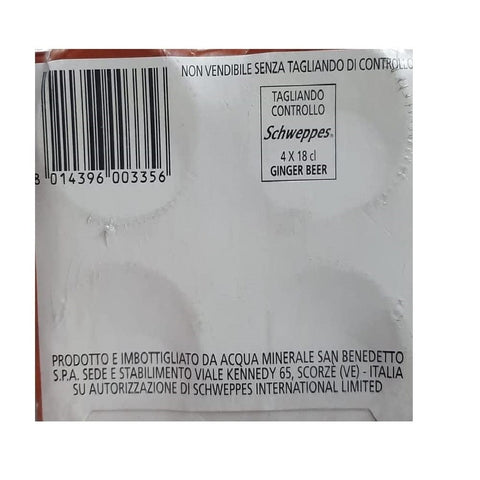 NON VENDIBILE SENZA TAGLIANDO DI CONTROLLO
TAGLIANDO
CONTROLLO
Schweppes®
4 X 18 cl
GINGER BEER
8 014396 003356
PRODOTTO E IMBOTTIGLIATO DA ACQUA MINERALE SAN BENEDETTO
S.P.A. SEDE E STABILIMENTO VIALE KENNEDY 65, SCORZÈ (VE) - ITALIA
SU AUTORIZZAZIONE DI SCHWEPPES INTERNATIONAL LIMITED